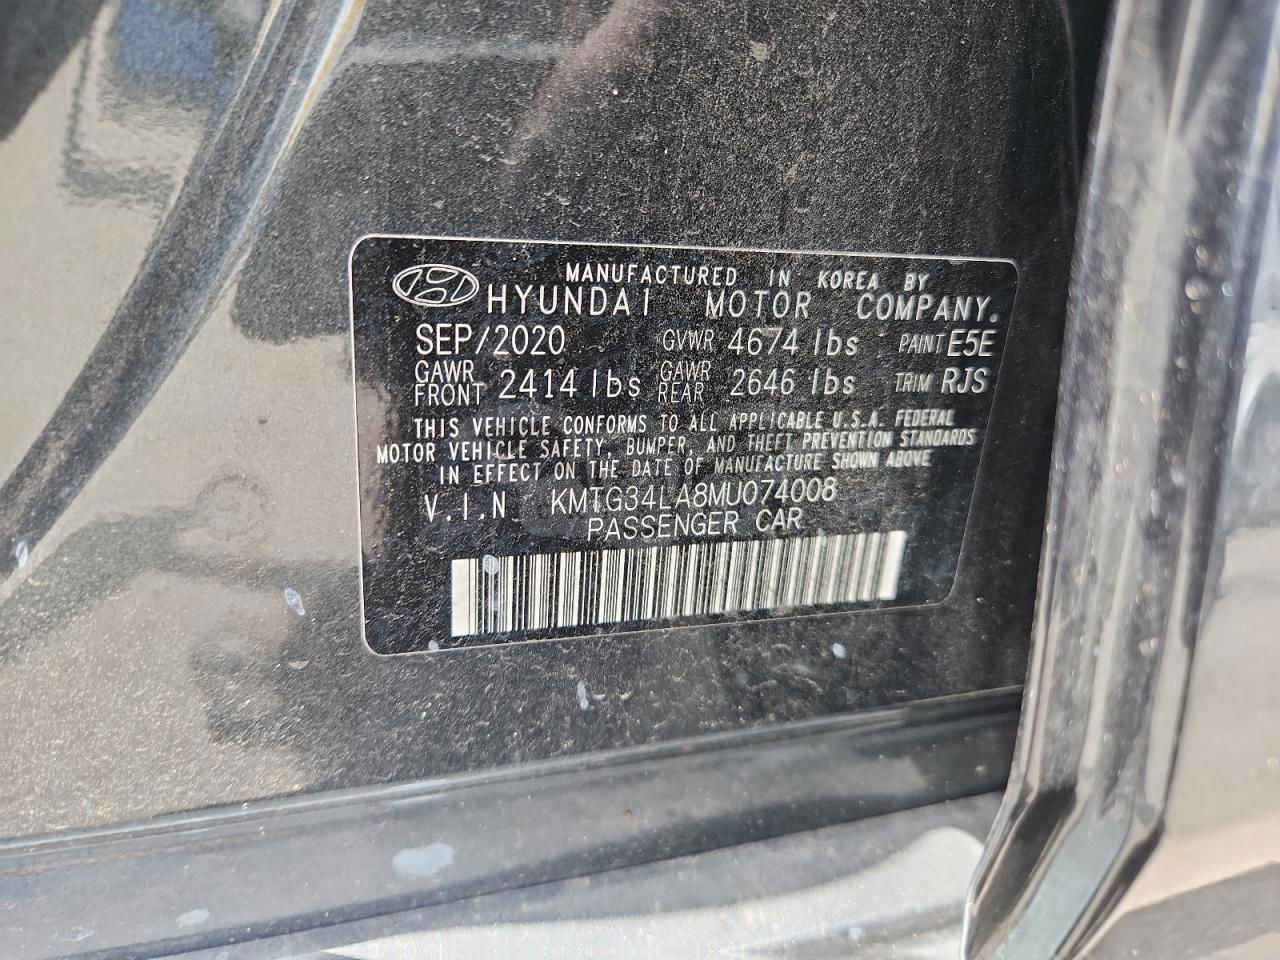 MANUFACTURED IN KOREA BY
HYUNDAI MOTOR COMPANY.
SEP/2020 GVWR 4674 lbs PAINT E5E
GAWR FRONT 2414 lbs GAWR REAR 2646 lbs TRIM RJS
THIS VEHICLE CONFORMS TO ALL APPLICABLE U.S.A. FEDERAL
MOTOR VEHICLE SAFETY, BUMPER, AND THEFT PREVENTION STANDARDS
IN EFFECT ON THE DATE OF MANUFACTURE SHOWN ABOVE
V.I.N KMTG34LA8MU074008
PASSENGER CAR